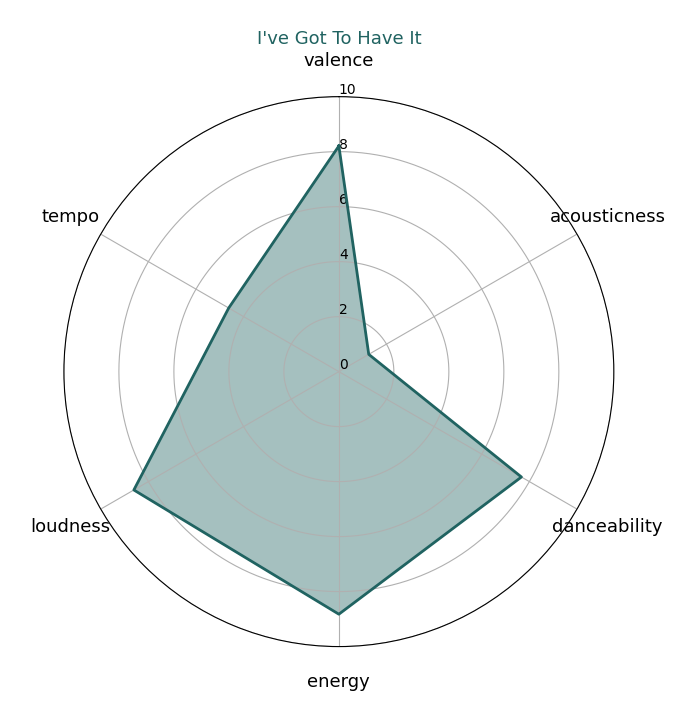 I've Got To Have It
valence
10
8
6
4
2
0
tempo
acousticness
loudness
danceability
energy